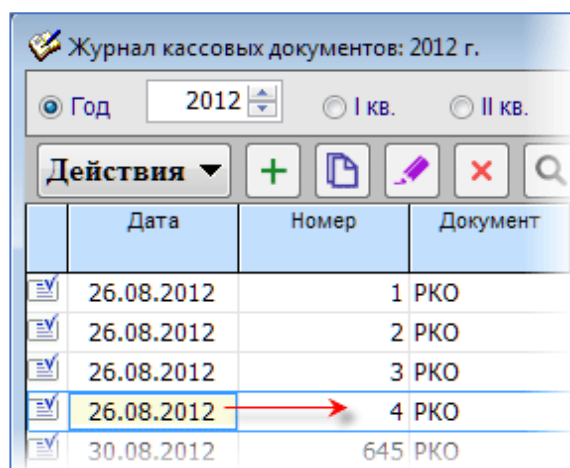 Журнал кассовых документов: 2012 г.
Год 2012 I кв. II кв.
Действия
Дата Номер Документ
26.08.2012 1 РКО
26.08.2012 2 РКО
26.08.2012 3 РКО
26.08.2012 4 РКО
30.08.2012 645 РКО